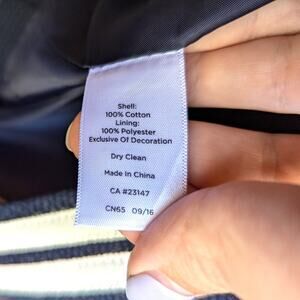 Shell:
100% Cotton
Lining:
100% Polyester
Exclusive Of Decoration
Dry Clean
Made in China
CA #23147
CN65 09/16